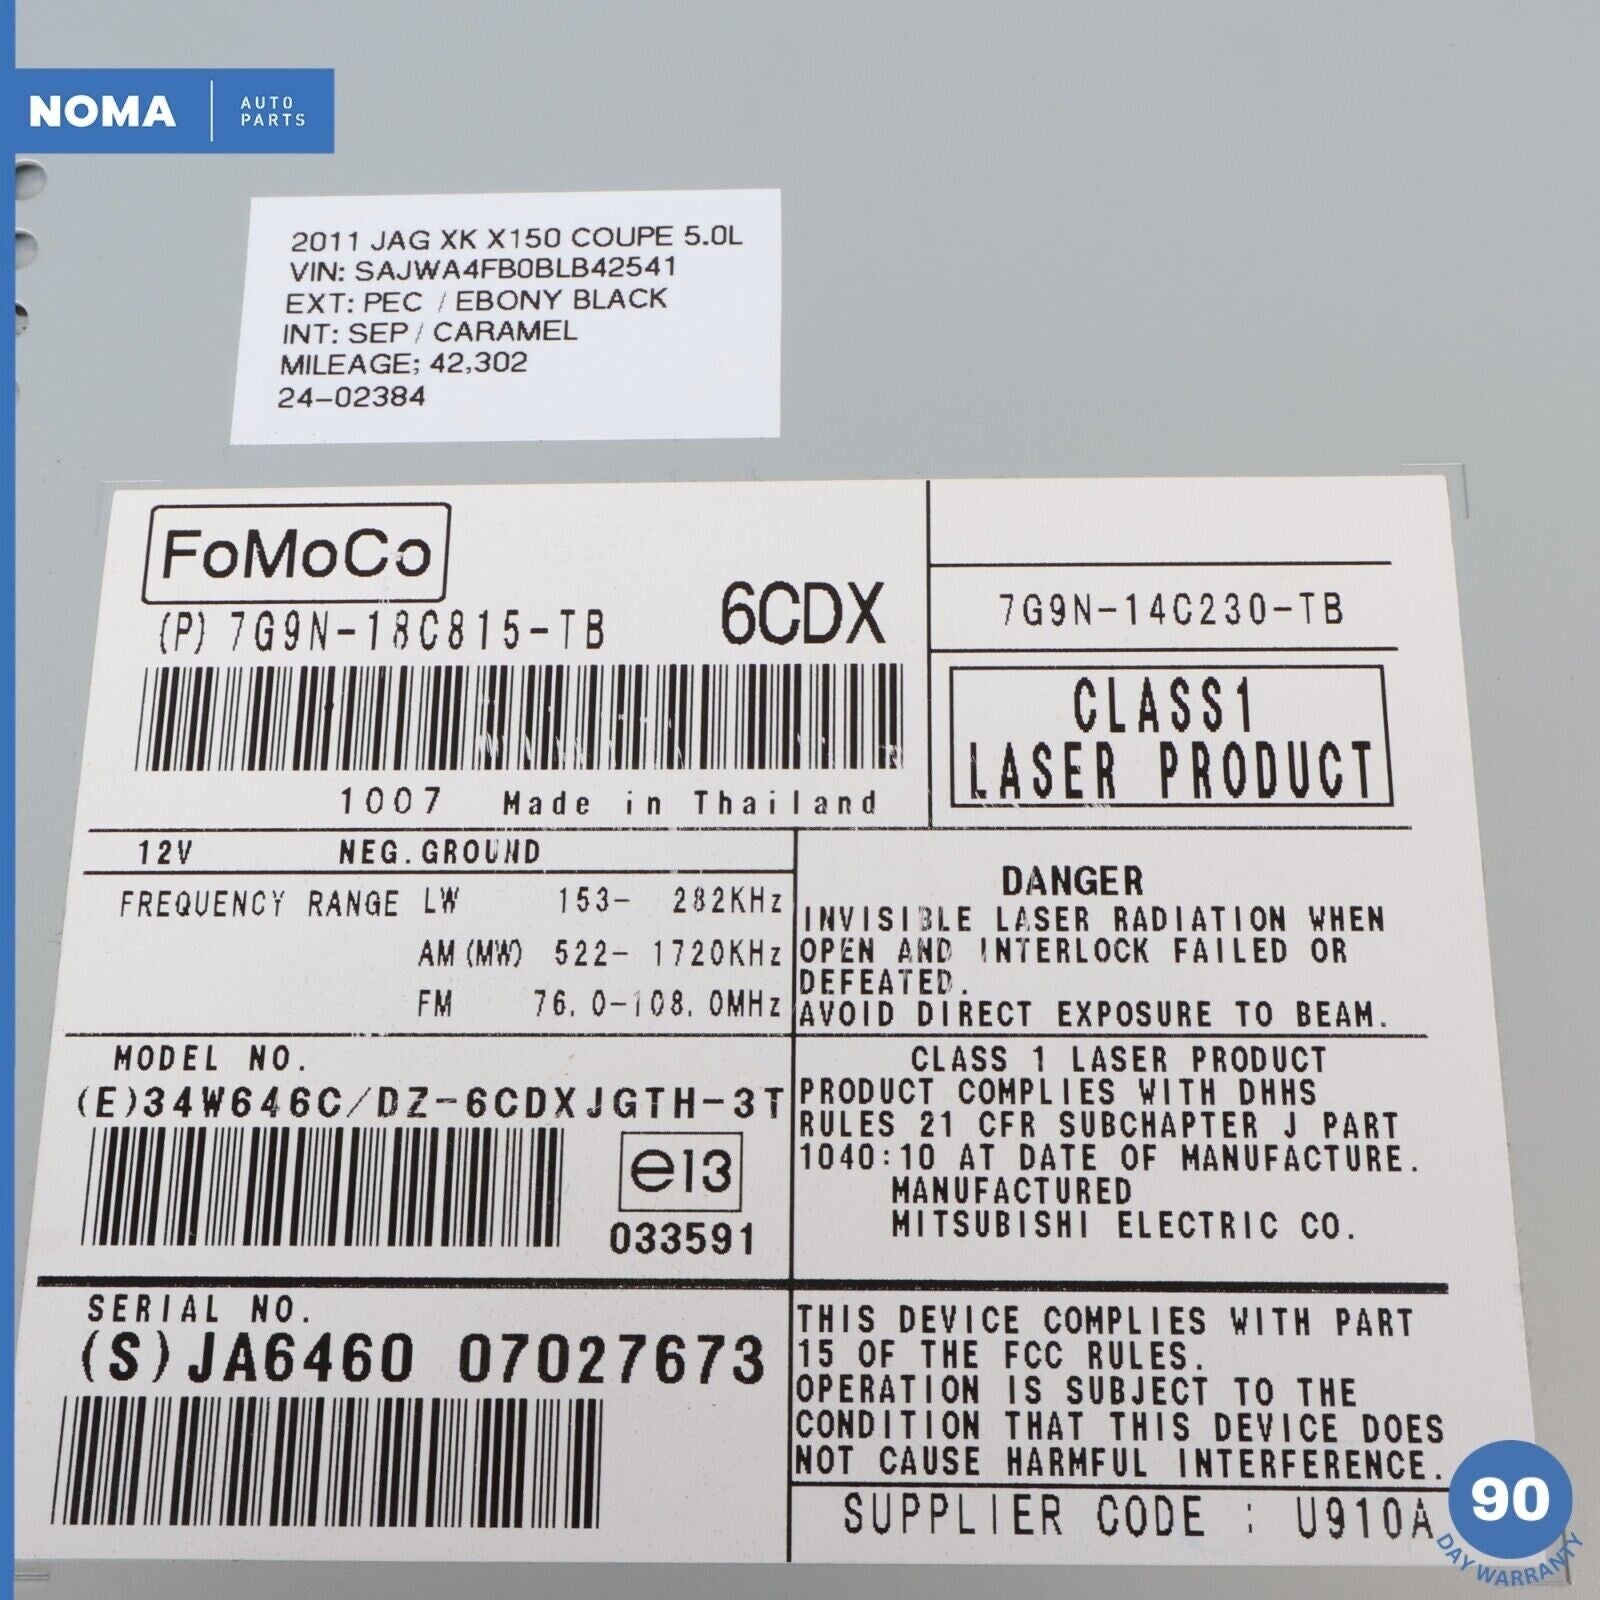 NOMA AUTO PARTS
2011 JAG XK X150 COUPE 5.0L
VIN: SAJWA4FB0BLB42541
EXT: PEC / EBONY BLACK
INT: SEP / CARAMEL
MILEAGE; 42,302
24-02384
FoMoCo
(P) 7G9N-18C815-TB
6CDX
7G9N-14C230-TB
CLASS1
LASER PRODUCT
1007 Made in Thailand
12V NEG.GROUND
FREQUENCY RANGE LW 153- 282KHz
AM(MW) 522- 1720KHz
FM 76.0-108.0MHz
DANGER
INVISIBLE LASER RADIATION WHEN
OPEN AND INTERLOCK FAILED OR
DEFEATED.
AVOID DIRECT EXPOSURE TO BEAM.
MODEL NO.
(E)34W646C/DZ-6CDXJGTH-3T
e13
033591
CLASS 1 LASER PRODUCT
PRODUCT COMPLIES WITH DHHS
RULES 21 CFR SUBCHAPTER J PART
1040:10 AT DATE OF MANUFACTURE.
MANUFACTURED
MITSUBISHI ELECTRIC CO.
SERIAL NO.
(S)JA6460 07027673
THIS DEVICE COMPLIES WITH PART
15 OF THE FCC RULES.
OPERATION IS SUBJECT TO THE
CONDITION THAT THIS DEVICE DOES
NOT CAUSE HARMFUL INTERFERENCE.
SUPPLIER CODE : U910A
90
DAY WARRANTY